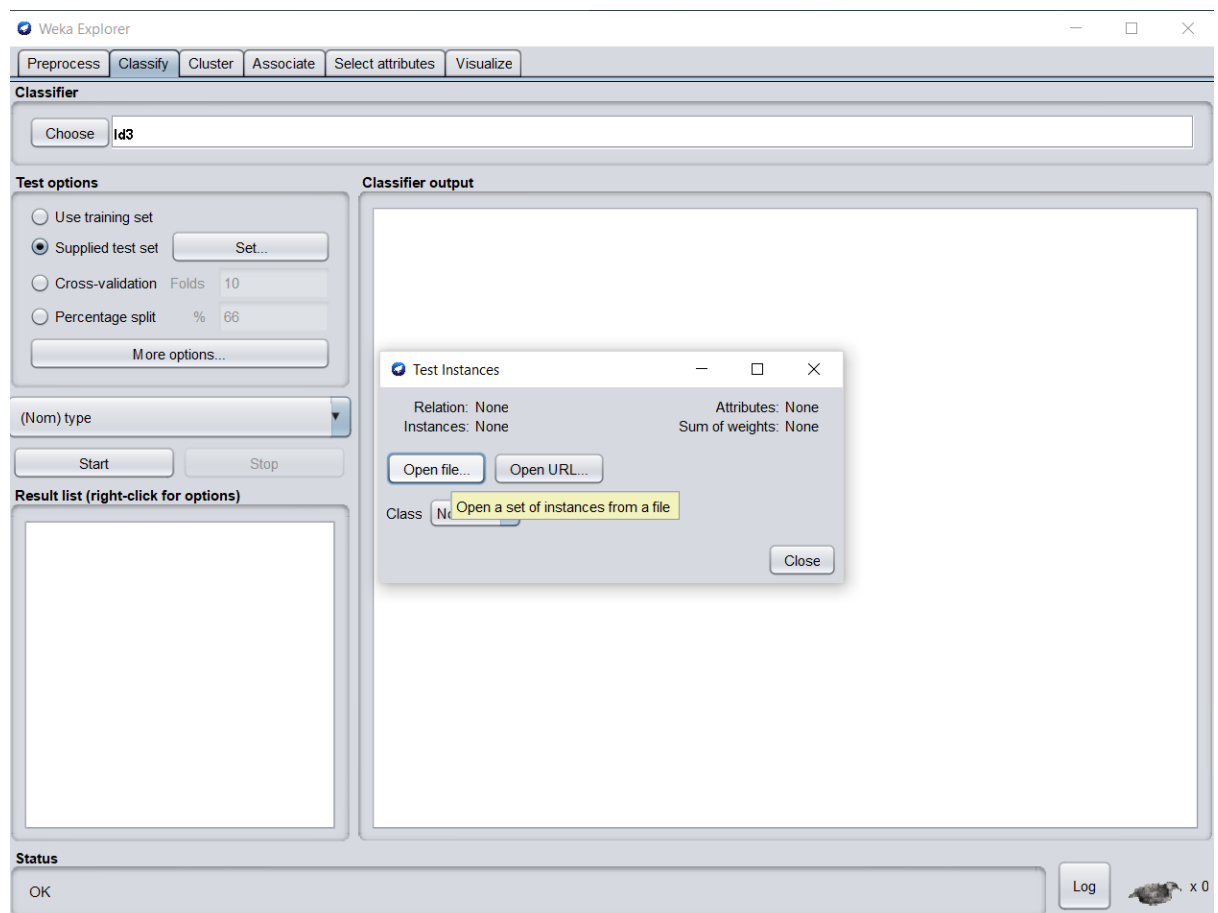 Weka Explorer
Preprocess Classify Cluster Associate Select attributes Visualize
Classifier
Choose Id3
Test options
Use training set
Supplied test set Set...
Cross-validation Folds 10
Percentage split % 66
More options...
(Nom) type
Start Stop
Result list (right-click for options)
Classifier output
Test Instances
Relation: None Attributes: None
Instances: None Sum of weights: None
Open file... Open URL...
Open a set of instances from a file
Class
Close
Status
OK
Log x 0